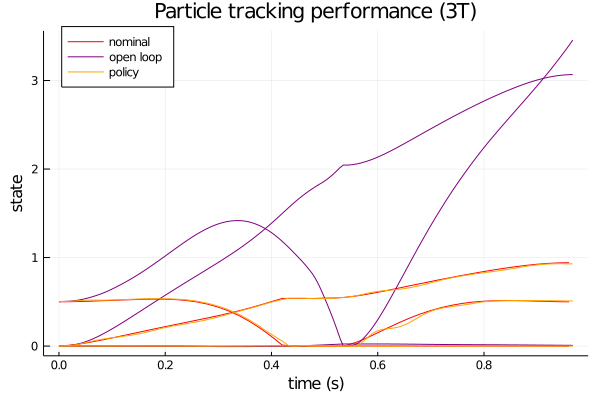 Particle tracking performance (3T)
nominal
open loop
policy
state
3
2
1
0
0.0
0.2
0.4
0.6
0.8
time (s)